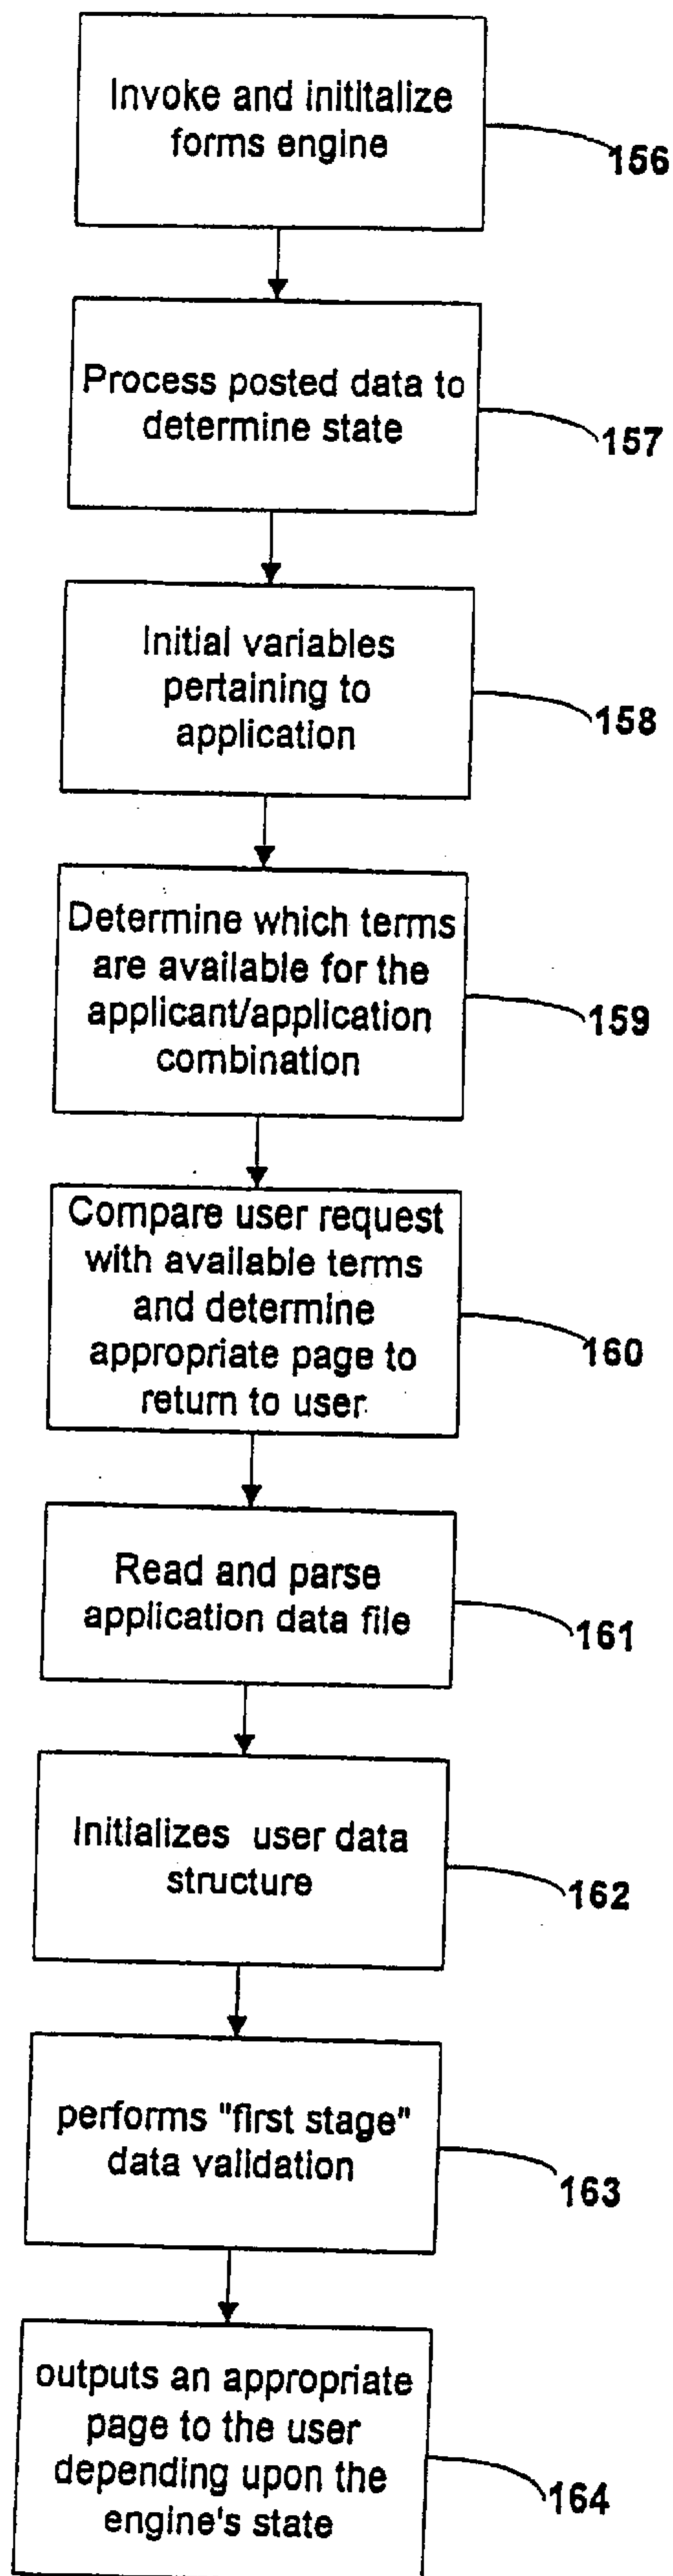 Invoke and inititalize
forms engine
156
Process posted data to
determine state
157
Initial variables
pertaining to
application
158
Determine which terms
are available for the
applicant/application
combination
159
Compare user request
with available terms
and determine
appropriate page to
return to user
160
Read and parse
application data file
161
Initializes user data
structure
162
performs "first stage"
data validation
163
outputs an appropriate
page to the user
depending upon the
engine's state
164